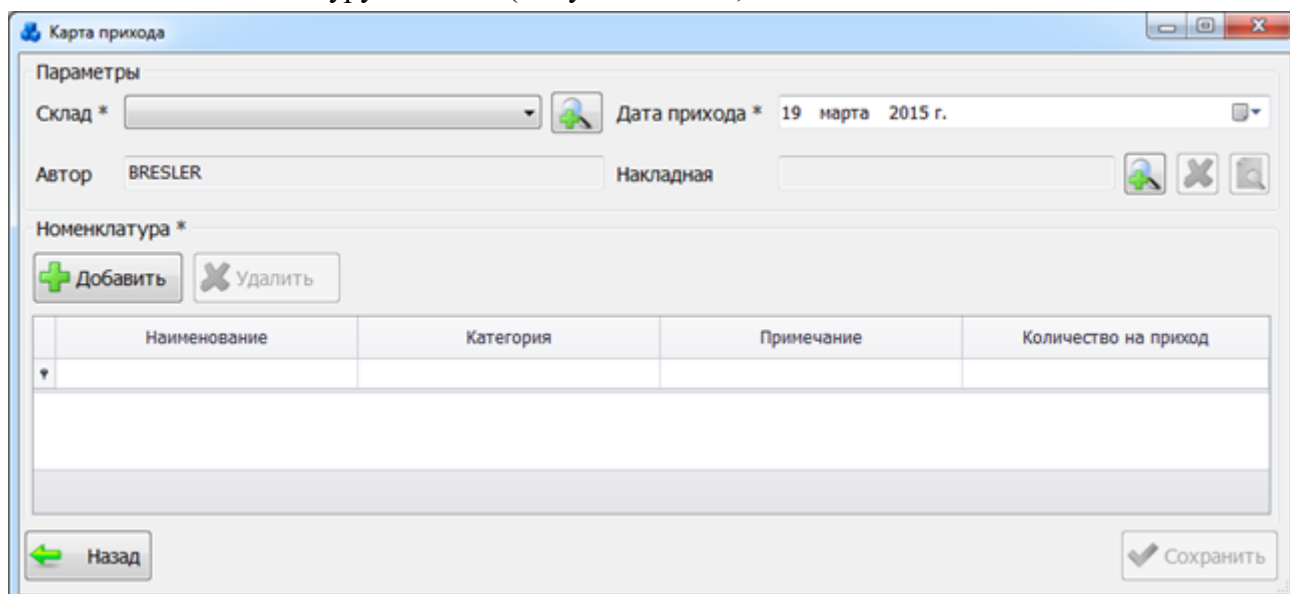 Карта прихода
Параметры
Склад *
Дата прихода * 19 марта 2015 г.
Автор BRESLER Накладная
Номенклатура *
Добавить Удалить
Наименование Категория Примечание Количество на приход
Назад Сохранить